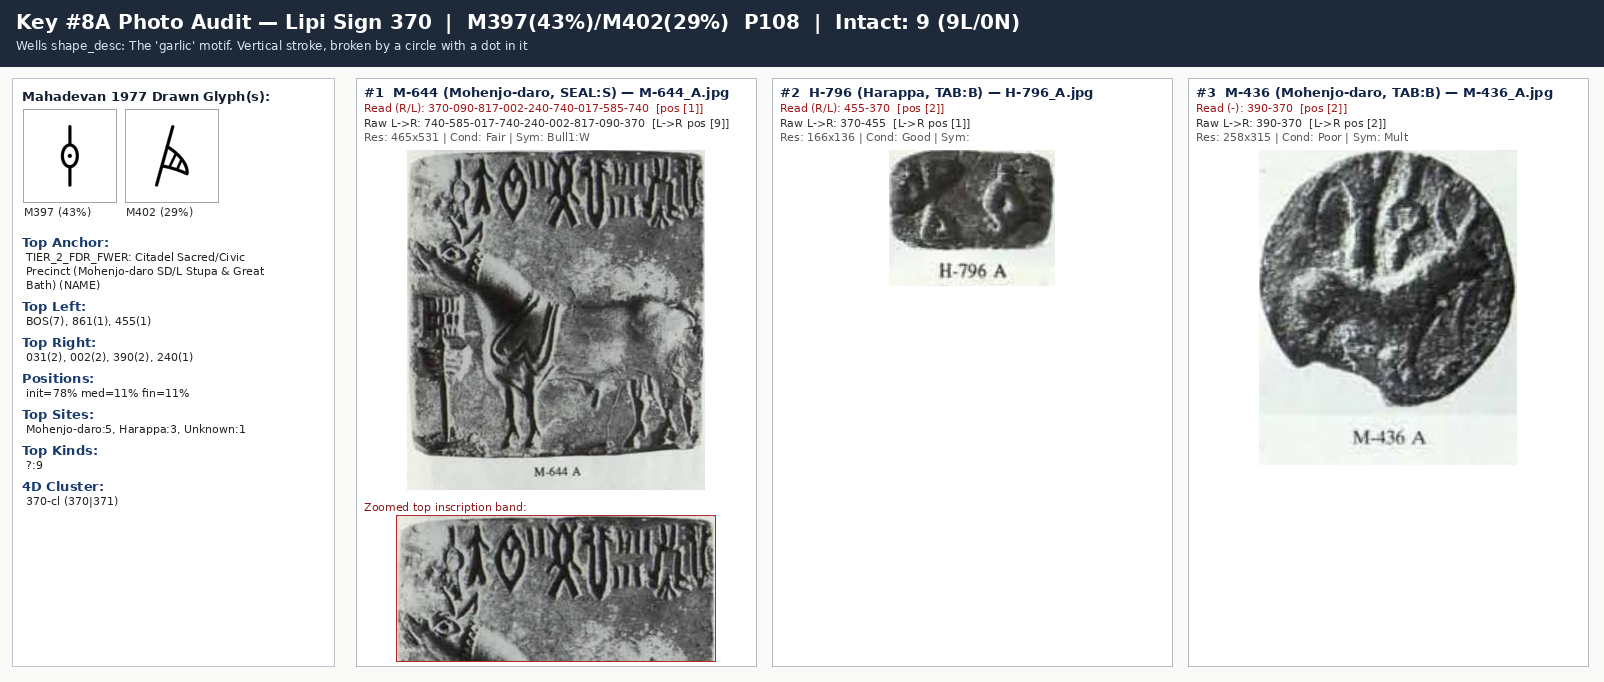 Key #8A Photo Audit — Lipi Sign 370 | M397(43%)/M402(29%) P108 | Intact: 9 (9L/0N)
Wells shape_desc: The 'garlic' motif. Vertical stroke, broken by a circle with a dot in it
Mahadevan 1977 Drawn Glyph(s):
M397 (43%)
M402 (29%)
Top Anchor:
TIER_2_FDR_FWER: Citadel Sacred/Civic
Precinct (Mohenjo-daro SD/L Stupa & Great
Bath) (NAME)
Top Left:
BOS(7), 861(1), 455(1)
Top Right:
031(2), 002(2), 390(2), 240(1)
Positions:
init=78% med=11% fin=11%
Top Sites:
Mohenjo-daro:5, Harappa:3, Unknown:1
Top Kinds:
?:9
4D Cluster:
370-cl (370|371)
#1 M-644 (Mohenjo-daro, SEAL:S) — M-644_A.jpg
Read (R/L): 370-090-817-002-240-740-017-585-740 [pos [1]]
Raw L->R: 740-585-017-740-240-002-817-090-370 [L->R pos [9]]
Res: 465x531 | Cond: Fair | Sym: Bull1:W
M-644 A
Zoomed top inscription band:
#2 H-796 (Harappa, TAB:B) — H-796_A.jpg
Read (R/L): 455-370 [pos [2]]
Raw L->R: 370-455 [L->R pos [1]]
Res: 166x136 | Cond: Good | Sym:
H-796 A
#3 M-436 (Mohenjo-daro, TAB:B) — M-436_A.jpg
Read (-): 390-370 [pos [2]]
Raw L->R: 390-370 [L->R pos [2]]
Res: 258x315 | Cond: Poor | Sym: Mult
M-436 A